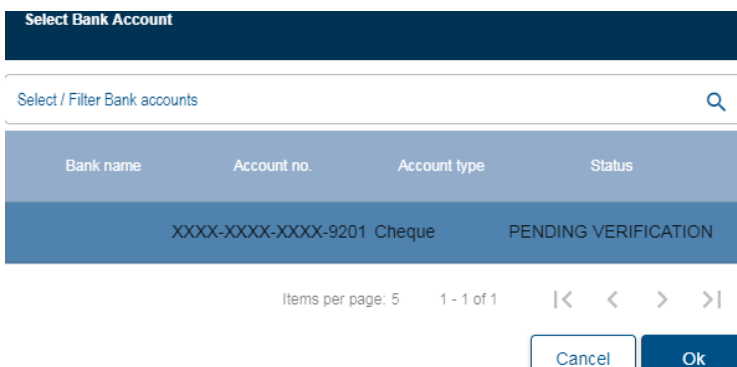 Select Bank Account
Select / Filter Bank accounts
Bank name Account no. Account type Status
XXXX-XXXX-XXXX-9201 Cheque PENDING VERIFICATION
Items per page: 5 1 - 1 of 1
Cancel Ok